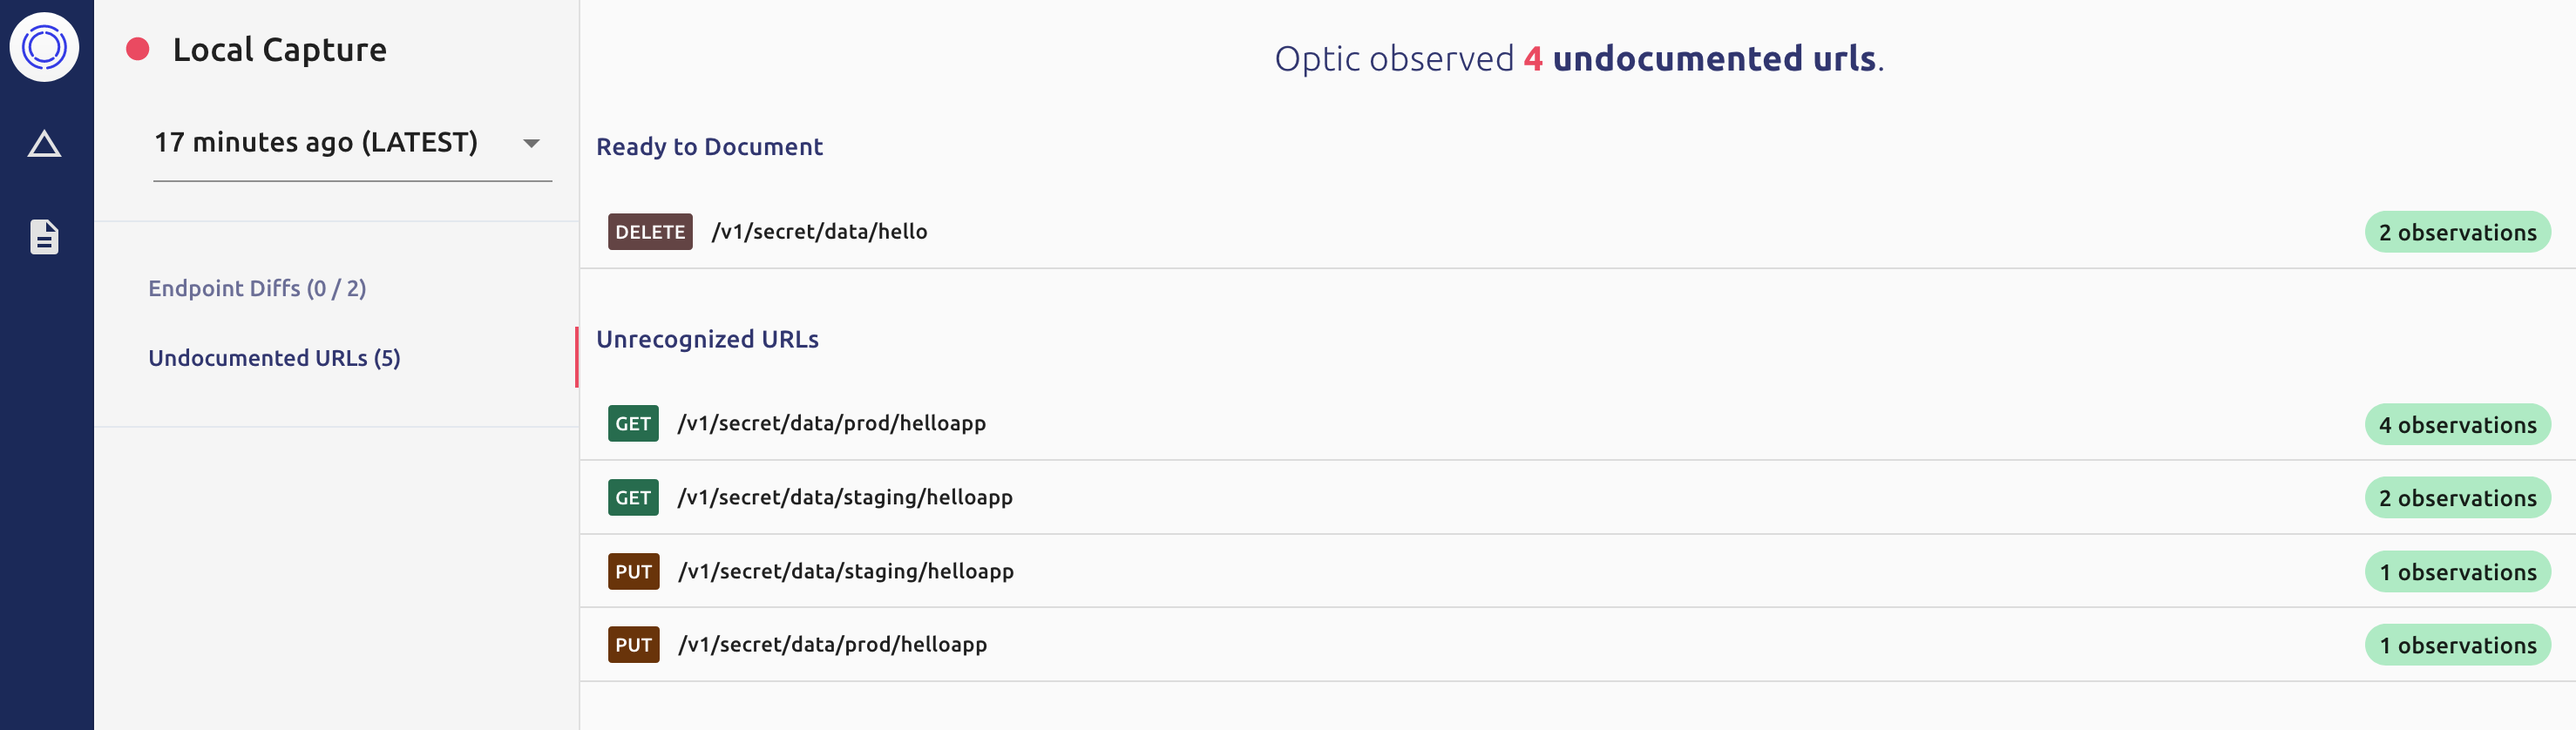 Local Capture
17 minutes ago (LATEST)
Endpoint Diffs (0 / 2)
Undocumented URLs (5)
Optic observed 4 undocumented urls.
Ready to Document
DELETE /v1/secret/data/hello 2 observations
Unrecognized URLs
GET /v1/secret/data/prod/helloapp 4 observations
GET /v1/secret/data/staging/helloapp 2 observations
PUT /v1/secret/data/staging/helloapp 1 observations
PUT /v1/secret/data/prod/helloapp 1 observations